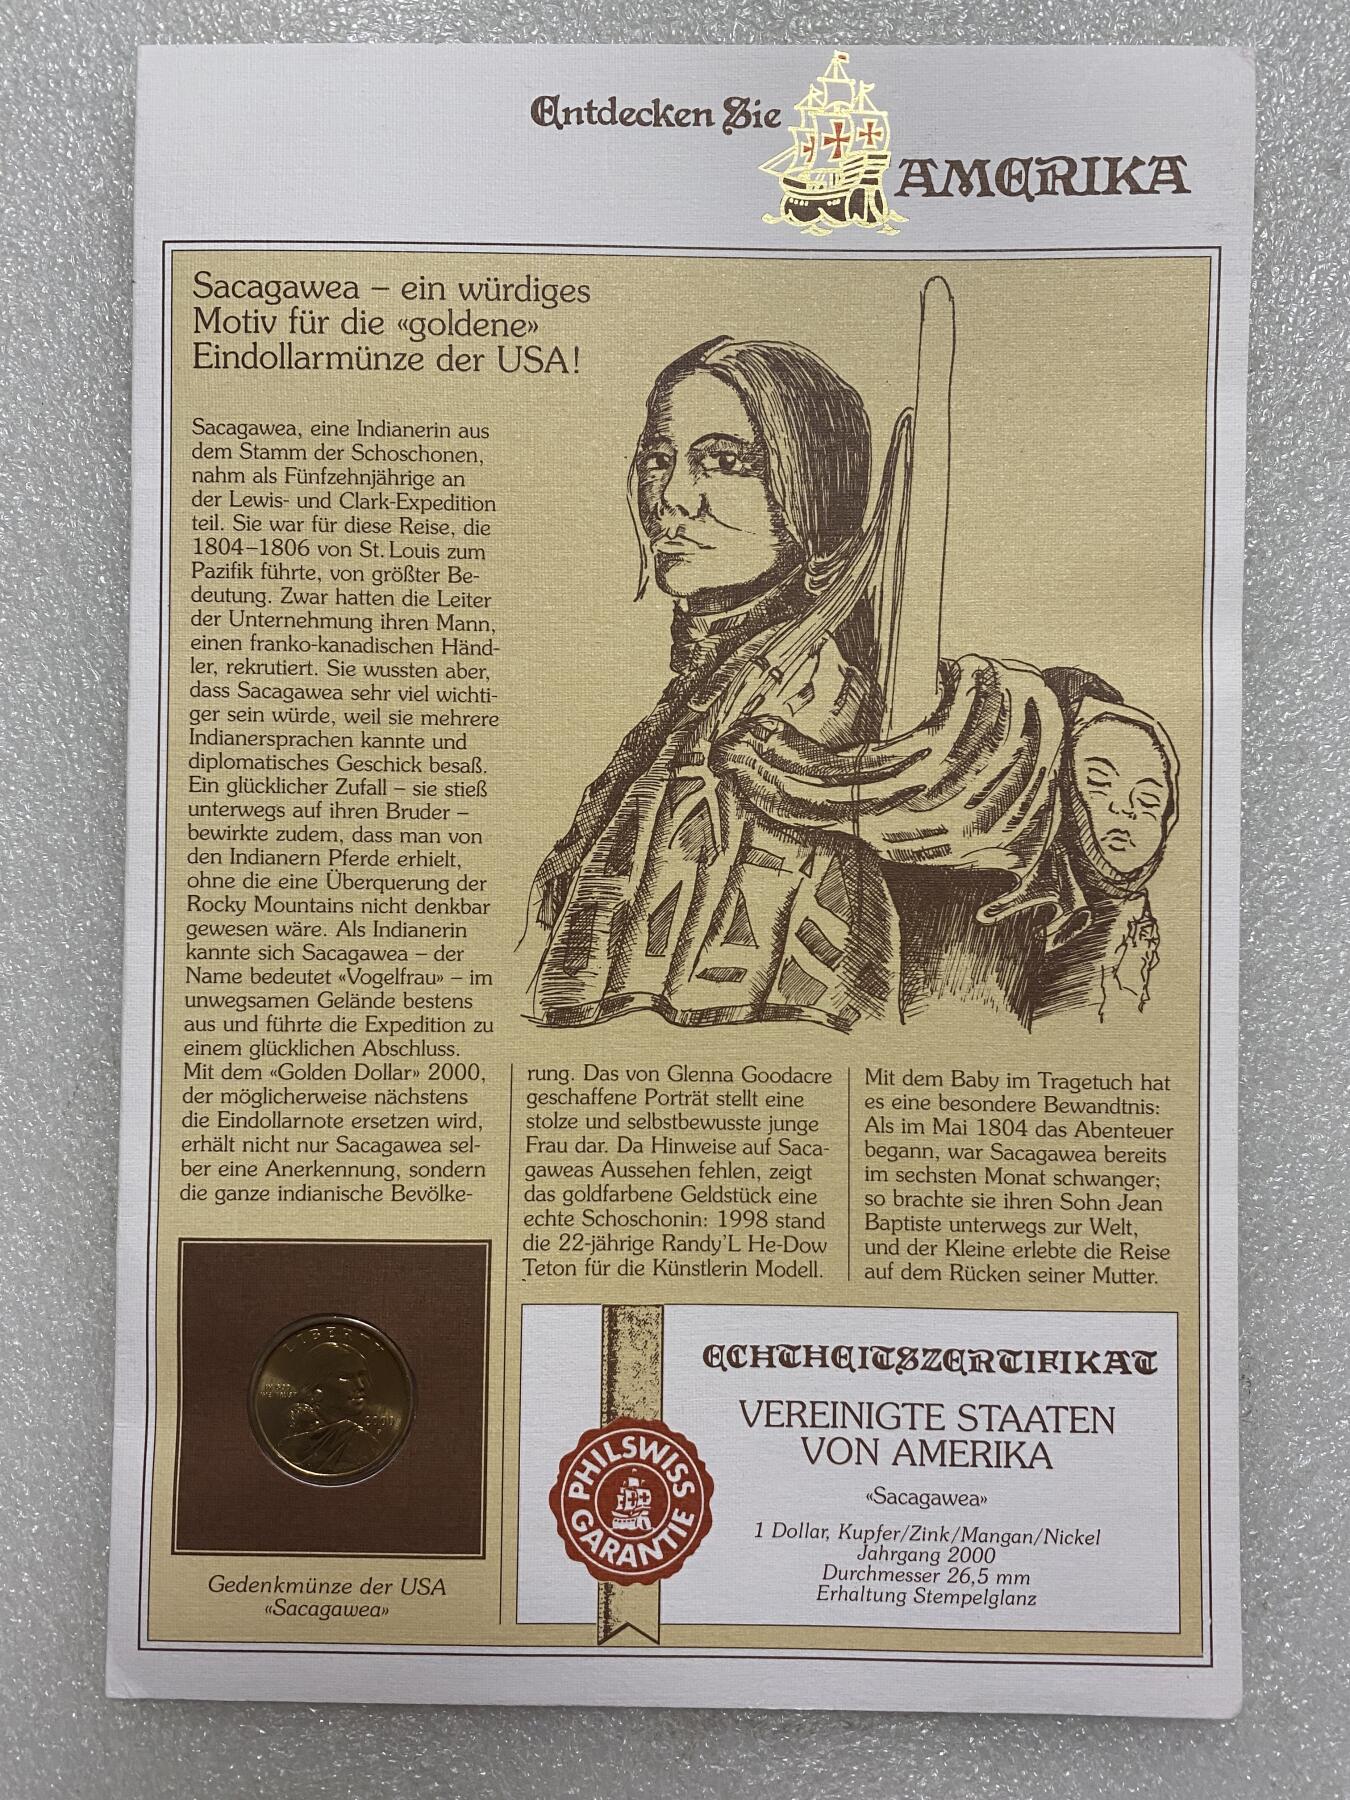 Entdecken Sie
AMERIKA
Sacagawea – ein würdiges
Motiv für die «goldene»
Eindollarmünze der USA!
Sacagawea, eine Indianerin aus
dem Stamm der Schoschonen,
nahm als Fünfzehnjährige an
der Lewis- und Clark-Expedition
teil. Sie war für diese Reise, die
1804–1806 von St. Louis zum
Pazifik führte, von größter Be-
deutung. Zwar hatten die Leiter
der Unternehmung ihren Mann,
einen franko-kanadischen Händ-
ler, rekrutiert. Sie wussten aber,
dass Sacagawea sehr viel wichti-
ger sein würde, weil sie mehrere
Indianersprachen kannte und
diplomatisches Geschick besaß.
Ein glücklicher Zufall – sie stieß
unterwegs auf ihren Bruder –
bewirkte zudem, dass man von
den Indianern Pferde erhielt,
ohne die eine Überquerung der
Rocky Mountains nicht denkbar
gewesen wäre. Als Indianerin
kannte sich Sacagawea – der
Name bedeutet «Vogelfrau» – im
unwegsamen Gelände bestens
aus und führte die Expedition zu
einem glücklichen Abschluss.
Mit dem «Golden Dollar» 2000,
der möglicherweise nächstens
die Eindollarnote ersetzen wird,
erhält nicht nur Sacagawea sel-
ber eine Anerkennung, sondern
die ganze indianische Bevölke-
rung. Das von Glenna Goodacre
geschaffene Porträt stellt eine
stolze und selbstbewusste junge
Frau dar. Da Hinweise auf Saca-
gaweas Aussehen fehlen, zeigt
das goldfarbene Geldstück eine
echte Schoschonin: 1998 stand
die 22-jährige Randy'L He-Dow
Teton für die Künstlerin Modell.
Mit dem Baby im Tragetuch hat
es eine besondere Bewandtnis:
Als im Mai 1804 das Abenteuer
begann, war Sacagawea bereits
im sechsten Monat schwanger;
so brachte sie ihren Sohn Jean
Baptiste unterwegs zur Welt,
und der Kleine erlebte die Reise
auf dem Rücken seiner Mutter.
LIBERTY
IN GOD
WE TRUST
2000
P
Gedenkmünze der USA
«Sacagawea»
PHILSWISS
GARANTIE
ECHTHEITSZERTIFIKAT
VEREINIGTE STAATEN
VON AMERIKA
«Sacagawea»
1 Dollar, Kupfer/Zink/Mangan/Nickel
Jahrgang 2000
Durchmesser 26,5 mm
Erhaltung Stempelglanz